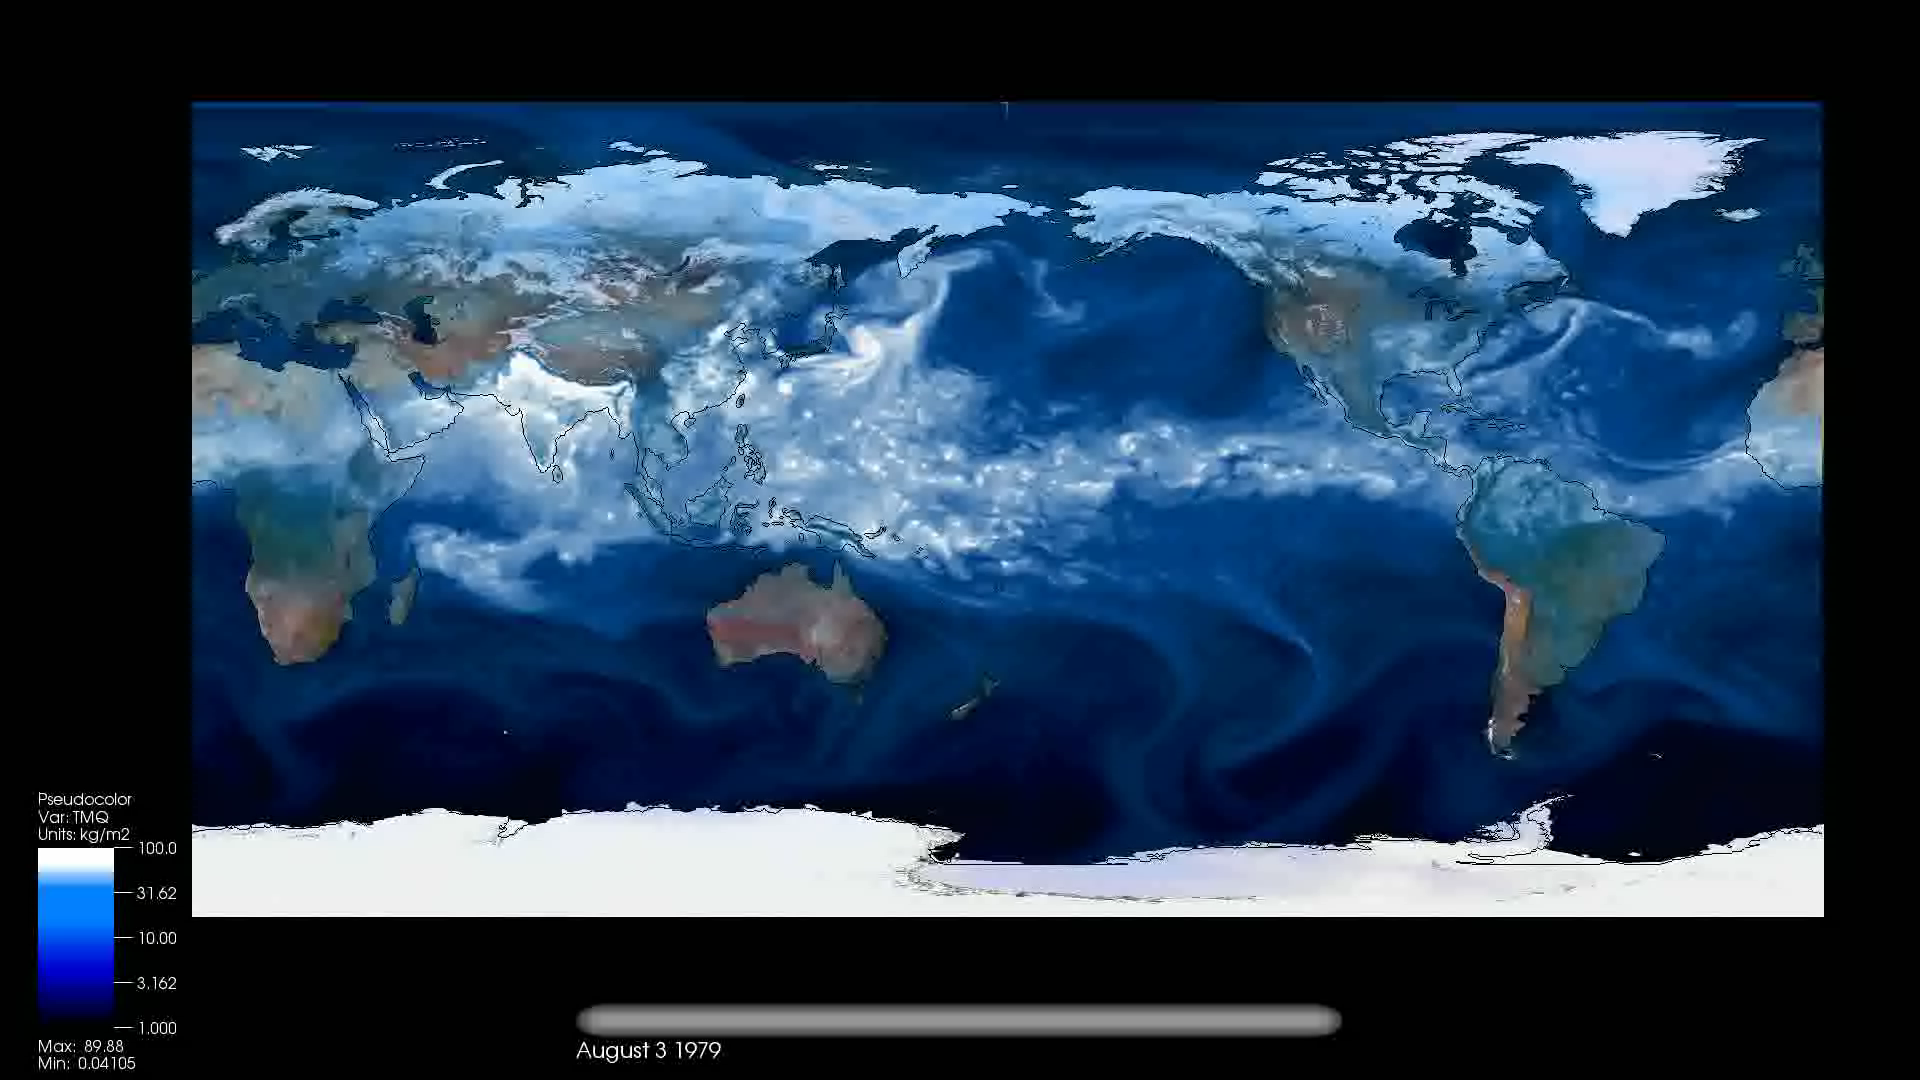 Pseudocolor
Var: TMQ
Units: kg/m2
100.0
31.62
10.00
3.162
1.000
Max: 89.88
Min: 0.04105
August 3 1979